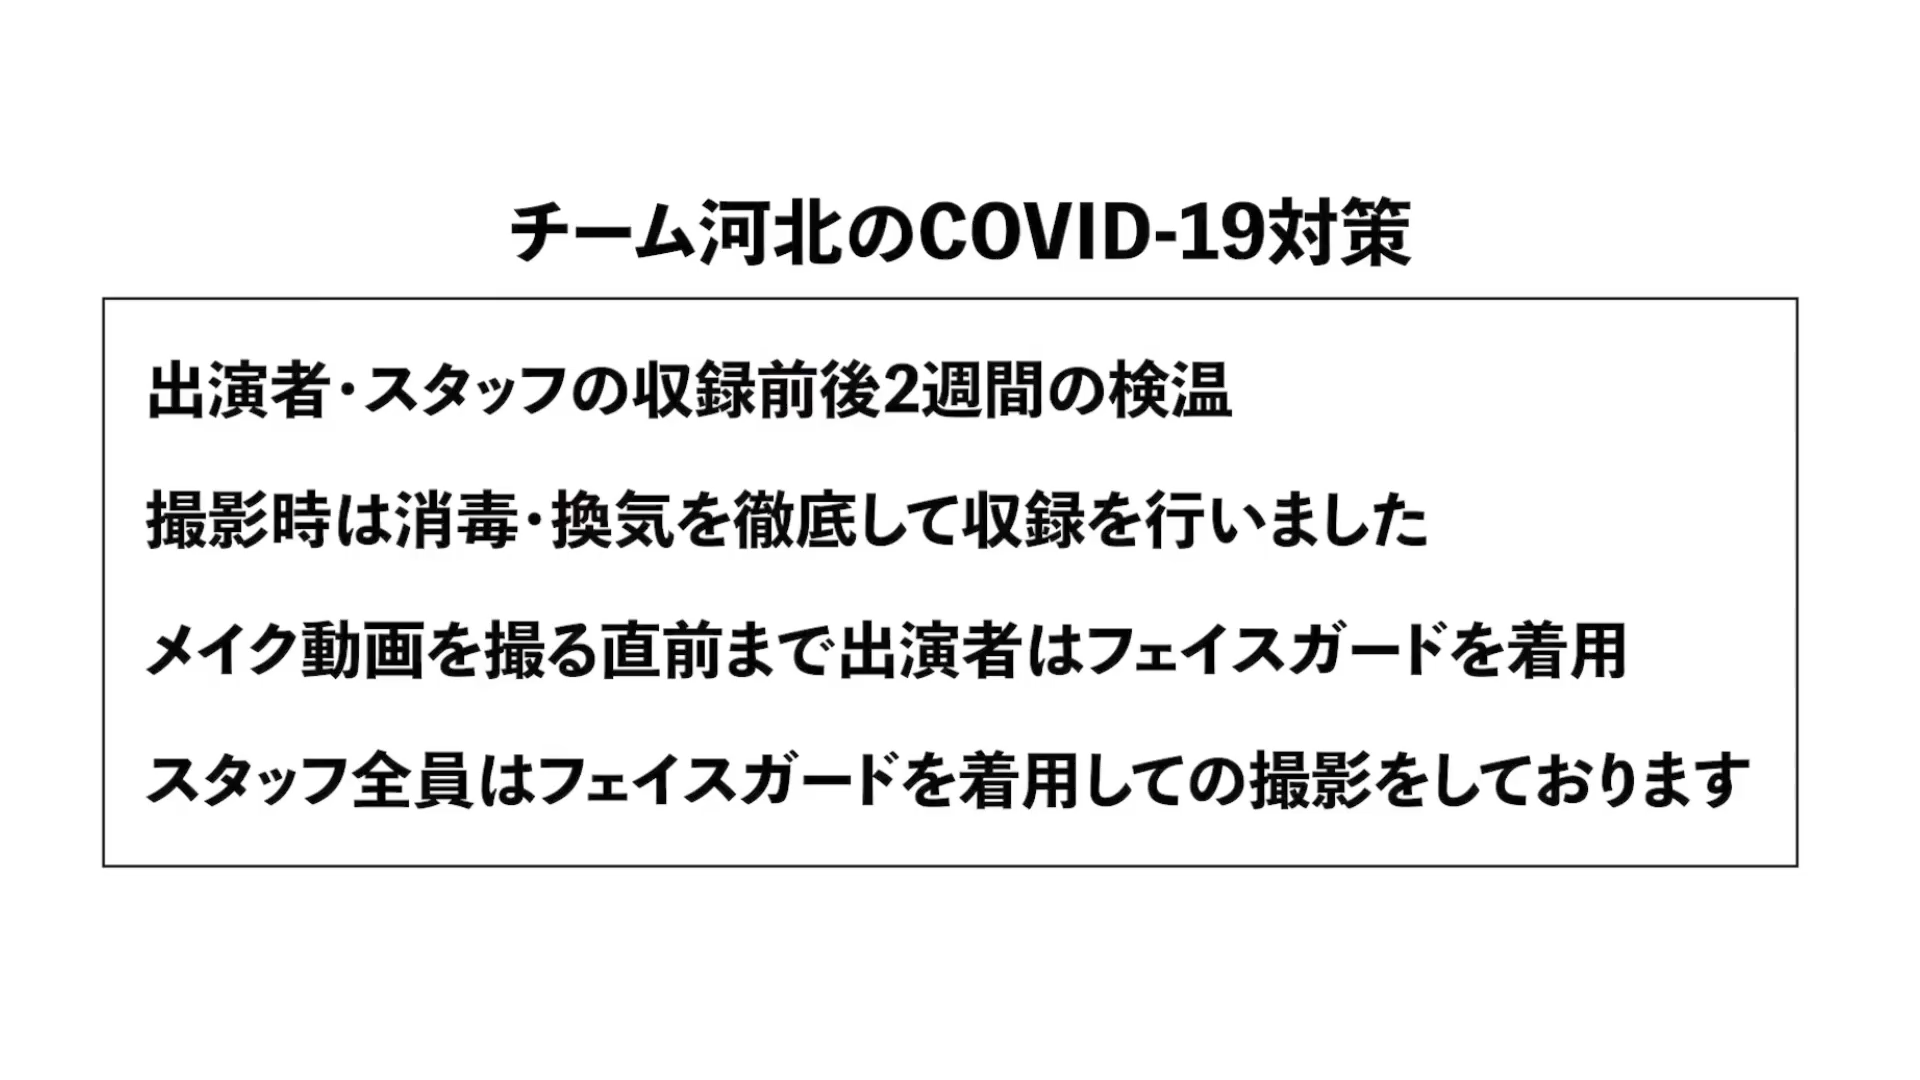 チーム河北のCOVID-19対策
出演者・スタッフの収録前後2週間の検温
撮影時は消毒・換気を徹底して収録を行いました
メイク動画を撮る直前まで出演者はフェイスガードを着用
スタッフ全員はフェイスガードを着用しての撮影をしております